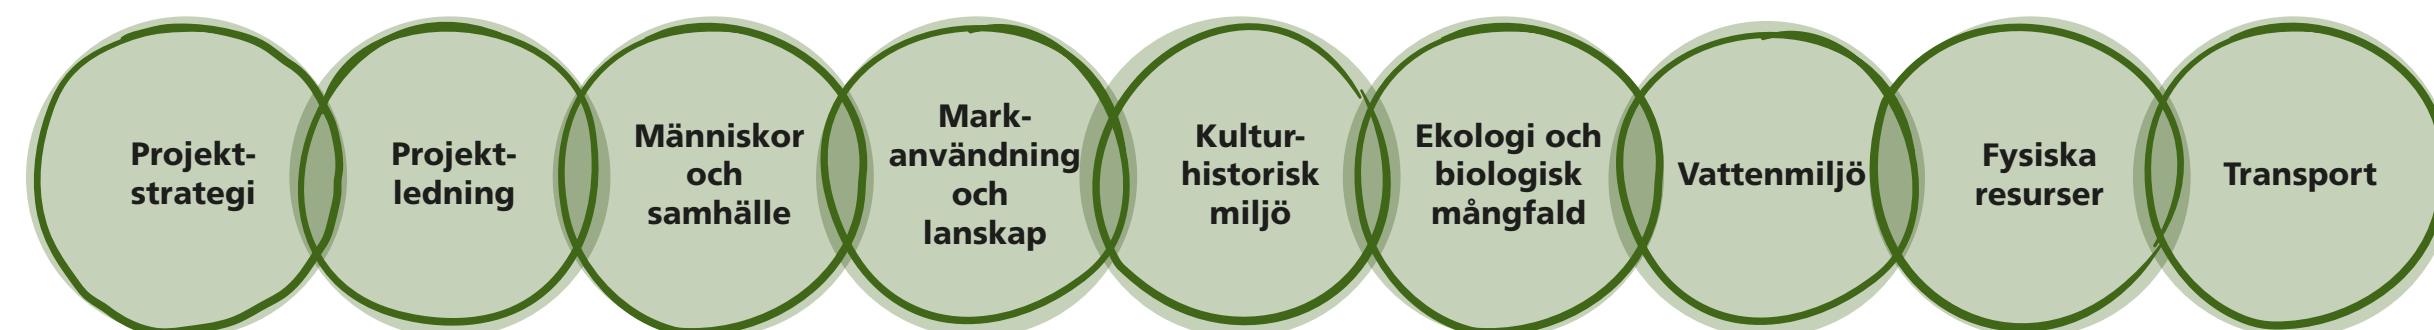 Projekt-
strategi
Projekt-
ledning
Människor
och
samhälle
Mark-
användning
och
lanskap
Kultur-
historisk
miljö
Ekologi och
biologisk
mångfald
Vattenmiljö
Fysiska
resurser
Transport